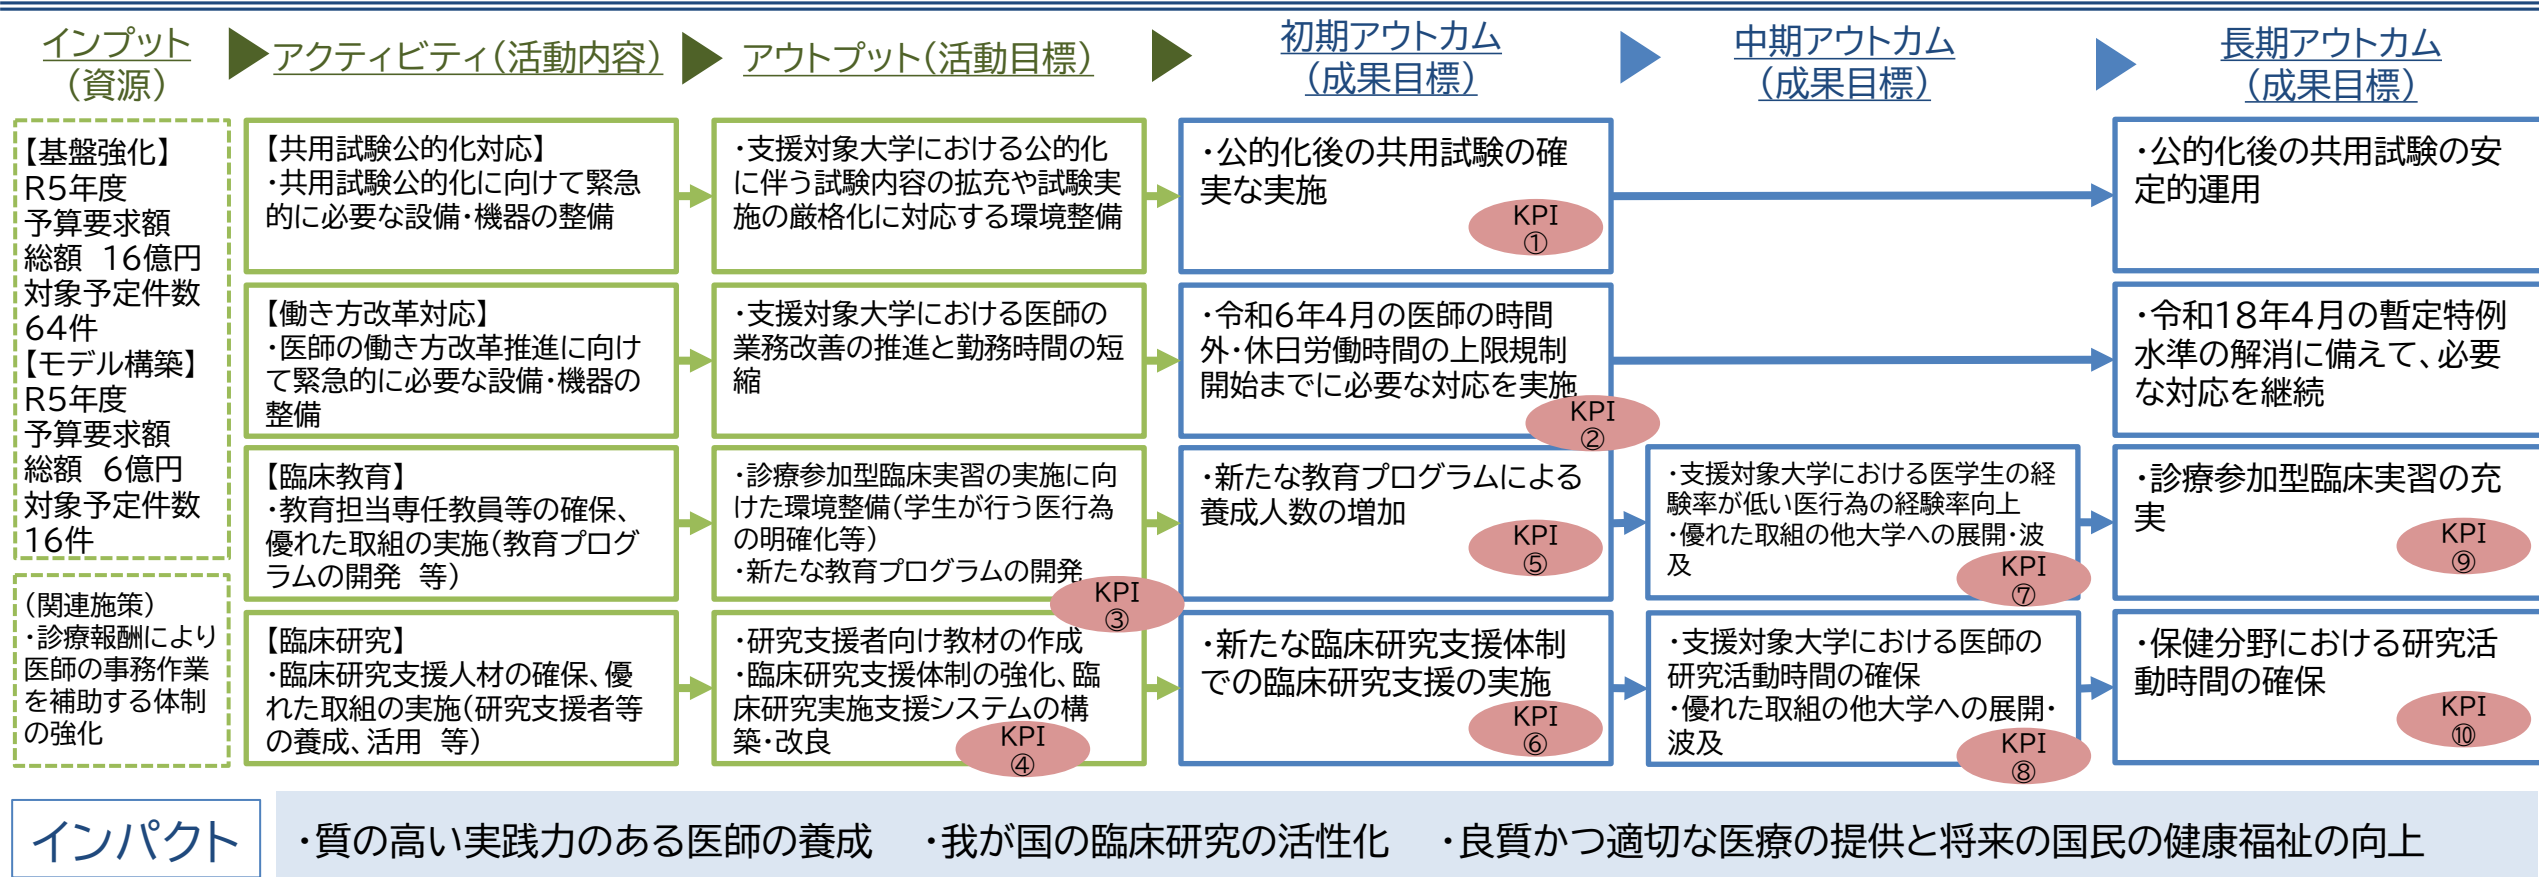 インプット
（資源）
アクティビティ（活動内容）
アウトプット（活動目標）
初期アウトカム
（成果目標）
中期アウトカム
（成果目標）
長期アウトカム
（成果目標）
【基盤強化】
R5年度
予算要求額
総額　16億円
対象予定件数
64件
【モデル構築】
R5年度
予算要求額
総額　6億円
対象予定件数
16件
（関連施策）
・診療報酬により
医師の事務作業
を補助する体制
の強化
【共用試験公的化対応】
・共用試験公的化に向けて緊急
的に必要な設備・機器の整備
・支援対象大学における公的化
に伴う試験内容の拡充や試験実
施の厳格化に対応する環境整備
・公的化後の共用試験の確
実な実施
KPI
①
・公的化後の共用試験の安
定的運用
【働き方改革対応】
・医師の働き方改革推進に向け
て緊急的に必要な設備・機器の
整備
・支援対象大学における医師の
業務改善の推進と勤務時間の短
縮
・令和6年4月の医師の時間
外・休日労働時間の上限規制
開始までに必要な対応を実施
KPI
②
・令和18年4月の暫定特例
水準の解消に備えて、必要
な対応を継続
【臨床教育】
・教育担当専任教員等の確保、
優れた取組の実施（教育プログ
ラムの開発　等）
・診療参加型臨床実習の実施に向
けた環境整備（学生が行う医行為
の明確化等）
・新たな教育プログラムの開発
KPI
③
・新たな教育プログラムによる
養成人数の増加
KPI
⑤
・支援対象大学における医学生の経
験率が低い医行為の経験率向上
・優れた取組の他大学への展開・波
及
KPI
⑦
・診療参加型臨床実習の充
実
KPI
⑨
【臨床研究】
・臨床研究支援人材の確保、優
れた取組の実施（研究支援者等
の養成、活用　等）
・研究支援者向け教材の作成
・臨床研究支援体制の強化、臨
床研究実施支援システムの構
築・改良
KPI
④
・新たな臨床研究支援体制
での臨床研究支援の実施
KPI
⑥
・支援対象大学における医師の
研究活動時間の確保
・優れた取組の他大学への展開・
波及
KPI
⑧
・保健分野における研究活
動時間の確保
KPI
⑩
インパクト
・質の高い実践力のある医師の養成　・我が国の臨床研究の活性化　・良質かつ適切な医療の提供と将来の国民の健康福祉の向上